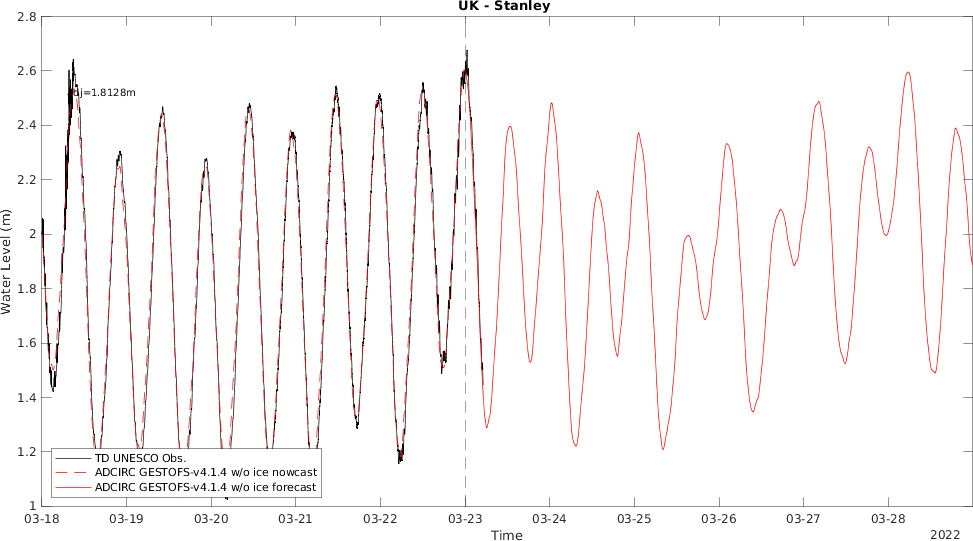 UK - Stanley
2.8
2.6
2.4
2.2
2
1.8
1.6
1.4
1.2
1
Water Level (m)
j=1.8128m
TD UNESCO Obs.
ADCIRC GESTOFS-v4.1.4 w/o ice nowcast
ADCIRC GESTOFS-v4.1.4 w/o ice forecast
03-18 03-19 03-20 03-21 03-22 03-23 03-24 03-25 03-26 03-27 03-28
Time
2022